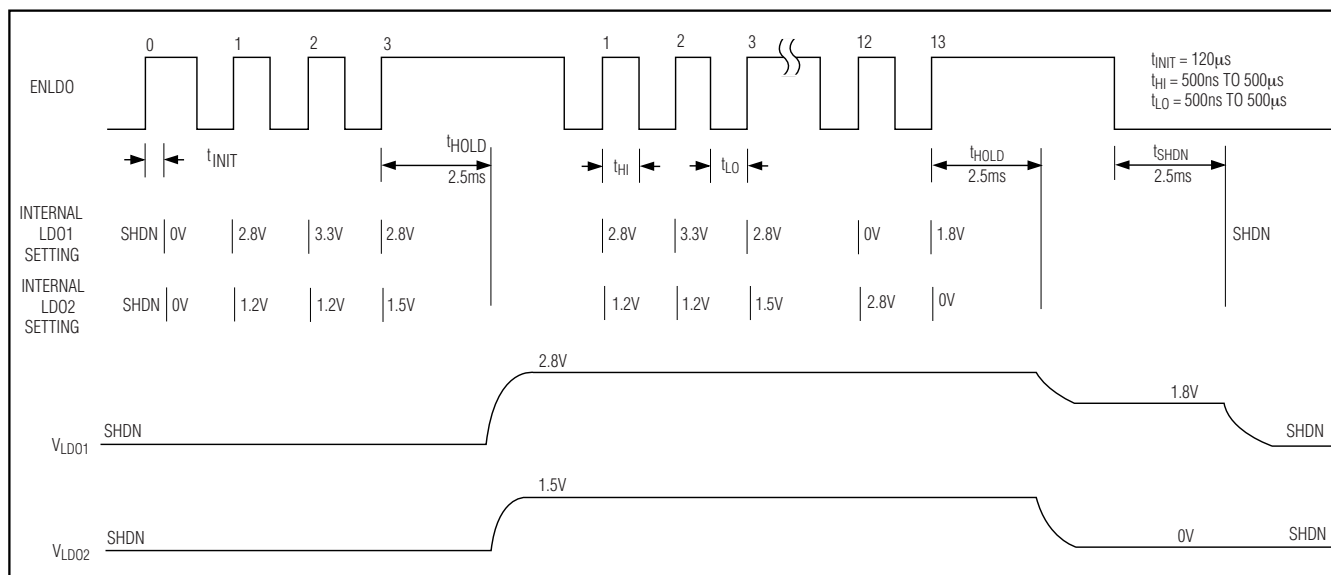 0 1 2 3 1 2 3 12 13
ENLDO
tINIT = 120µs
tHI = 500ns TO 500µs
tLO = 500ns TO 500µs
tINIT tHOLD tHI tLO tHOLD tSHDN
2.5ms 2.5ms 2.5ms
INTERNAL
LDO1
SETTING
SHDN 0V 2.8V 3.3V 2.8V 2.8V 3.3V 2.8V 0V 1.8V SHDN
INTERNAL
LDO2
SETTING
SHDN 0V 1.2V 1.2V 1.5V 1.2V 1.2V 1.5V 2.8V 0V
2.8V
1.8V
SHDN SHDN
VLDO1
1.5V
SHDN 0V SHDN
VLDO2